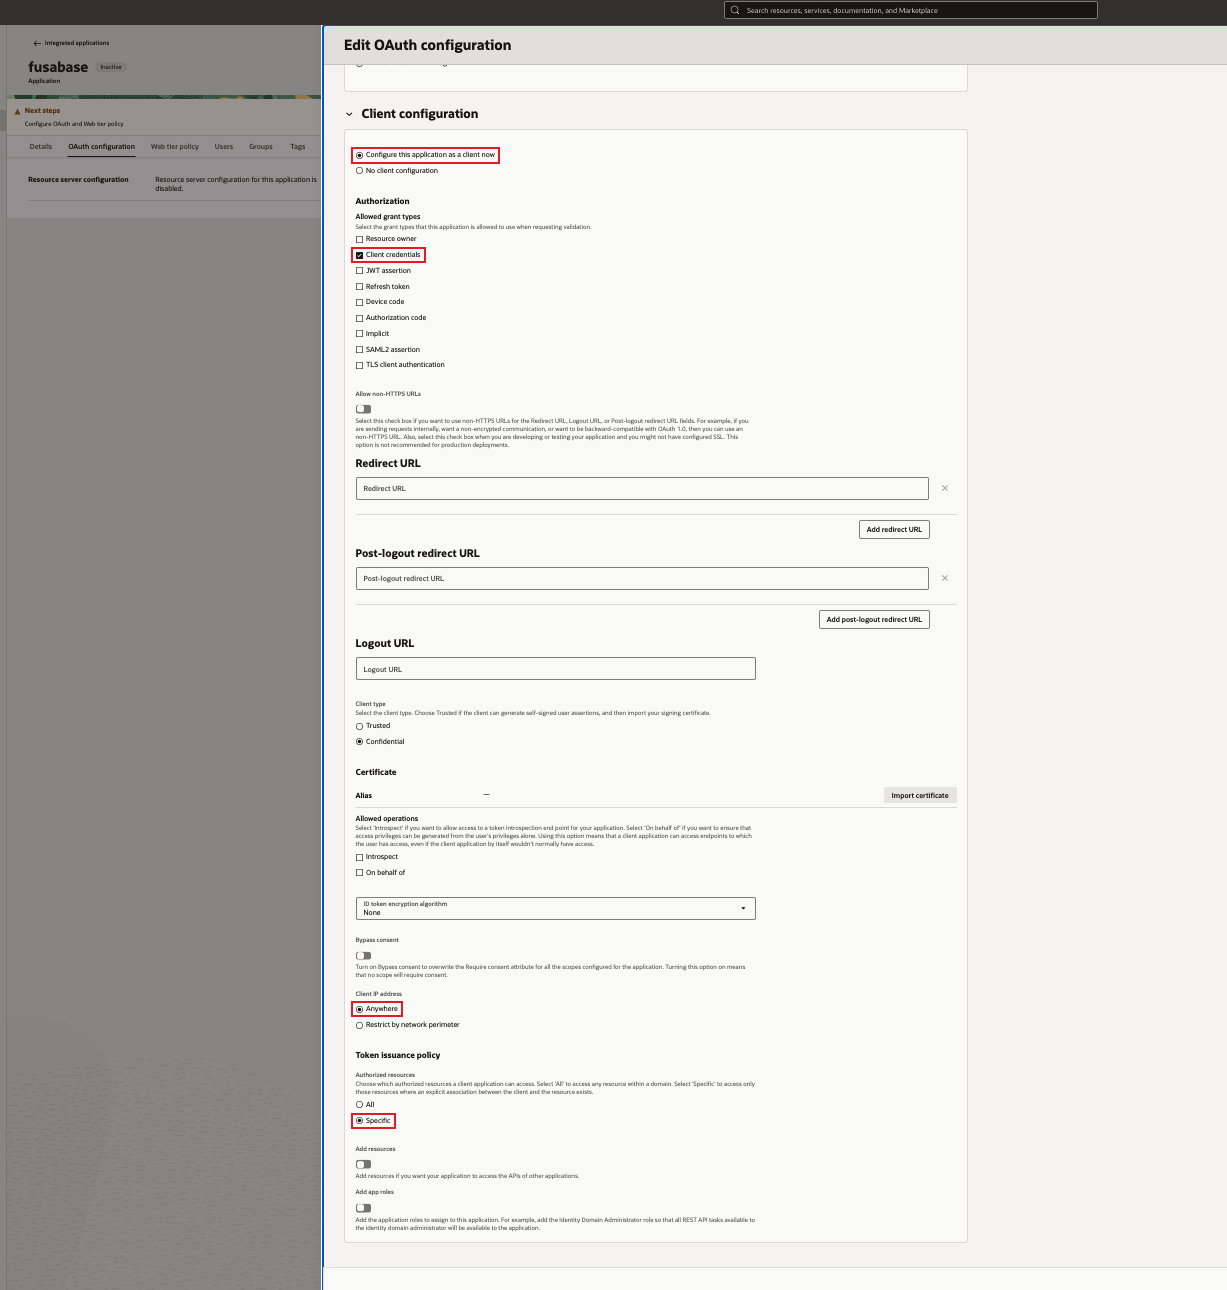 Search resources, services, documentation, and Marketplace
Integrated applications
fusabase
Inactive
Application
Next steps
Configure OAuth and Web tier policy
Details
OAuth configuration
Web tier policy
Users
Groups
Tags
Resource server configuration
Resource server configuration for this application is
disabled.
Edit OAuth configuration
Client configuration
Configure this application as a client now
No client configuration
Authorization
Allowed grant types
Select the grant types that this application is allowed to use when requesting validation.
Resource owner
Client credentials
JWT assertion
Refresh token
Device code
Authorization code
Implicit
SAML2 assertion
TLS client authentication
Allow non-HTTPS URLs
Select this check box if you want to use non-HTTPS URLs for the Redirect URL, Logout URL, or Post-logout redirect URL fields. For example, if you
are sending requests internally, want a non-encrypted communication, or want to be backward-compatible with OAuth 1.0, then you can use an
non-HTTPS URL. Also, select this check box when you are developing or testing your application and you might not have configured SSL. This
option is not recommended for production deployments.
Redirect URL
Redirect URL
Add redirect URL
Post-logout redirect URL
Post-logout redirect URL
Add post-logout redirect URL
Logout URL
Logout URL
Client type
Select the client type. Choose Trusted if the client can generate self-signed user assertions, and then import your signing certificate.
Trusted
Confidential
Certificate
Alias
—
Import certificate
Allowed operations
Select 'Introspect' if you want to allow access to a token introspection end point for your application. Select 'On behalf of' if you want to ensure that
access privileges can be generated from the user's privileges alone. Using this option means that a client application can access endpoints to which
the user has access, even if the client application by itself wouldn't normally have access.
Introspect
On behalf of
ID token encryption algorithm
None
Bypass consent
Turn on Bypass consent to overwrite the Require consent attribute for all the scopes configured for the application. Turning this option on means
that no scope will require consent.
Client IP address
Anywhere
Restrict by network perimeter
Token issuance policy
Authorized resources
Choose which authorized resources a client application can access. Select 'All' to access any resource within a domain. Select 'Specific' to access only
those resources where an explicit association between the client and the resource exists.
All
Specific
Add resources
Add resources if you want your application to access the APIs of other applications.
Add app roles
Add the application roles to assign to this application. For example, add the Identity Domain Administrator role so that all REST API tasks available to
the identity domain administrator will be available to the application.